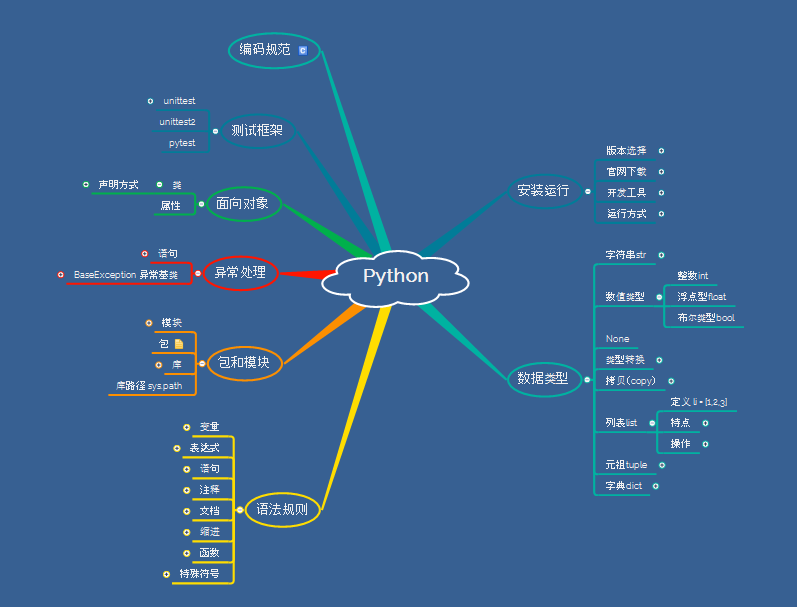 Python
编码规范
测试框架
unittest
unittest2
pytest
面向对象
类
声明方式
属性
异常处理
语句
BaseException 异常基类
包和模块
模块
包
库
库路径 sys.path
语法规则
变量
表达式
语句
注释
文档
缩进
函数
特殊符号
安装运行
版本选择
官网下载
开发工具
运行方式
数据类型
字符串str
数值类型
整数int
浮点型float
布尔类型bool
None
类型转换
拷贝(copy)
列表list
定义 li = [1,2,3]
特点
操作
元祖tuple
字典dict